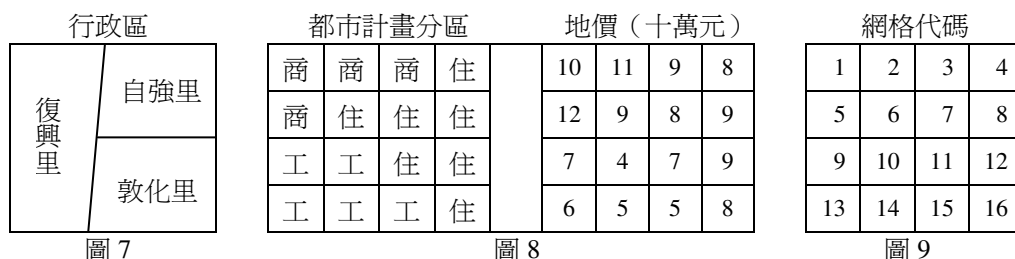 行政區 都市計畫分區 地價（十萬元） 網格代碼
復興里 自強里 敦化里
商 商 商 住 10 11 9 8 1 2 3 4
商 住 住 住 12 9 8 9 5 6 7 8
工 工 住 住 7 4 7 9 9 10 11 12
工 工 工 住 6 5 5 8 13 14 15 16
圖 7 圖 8 圖 9